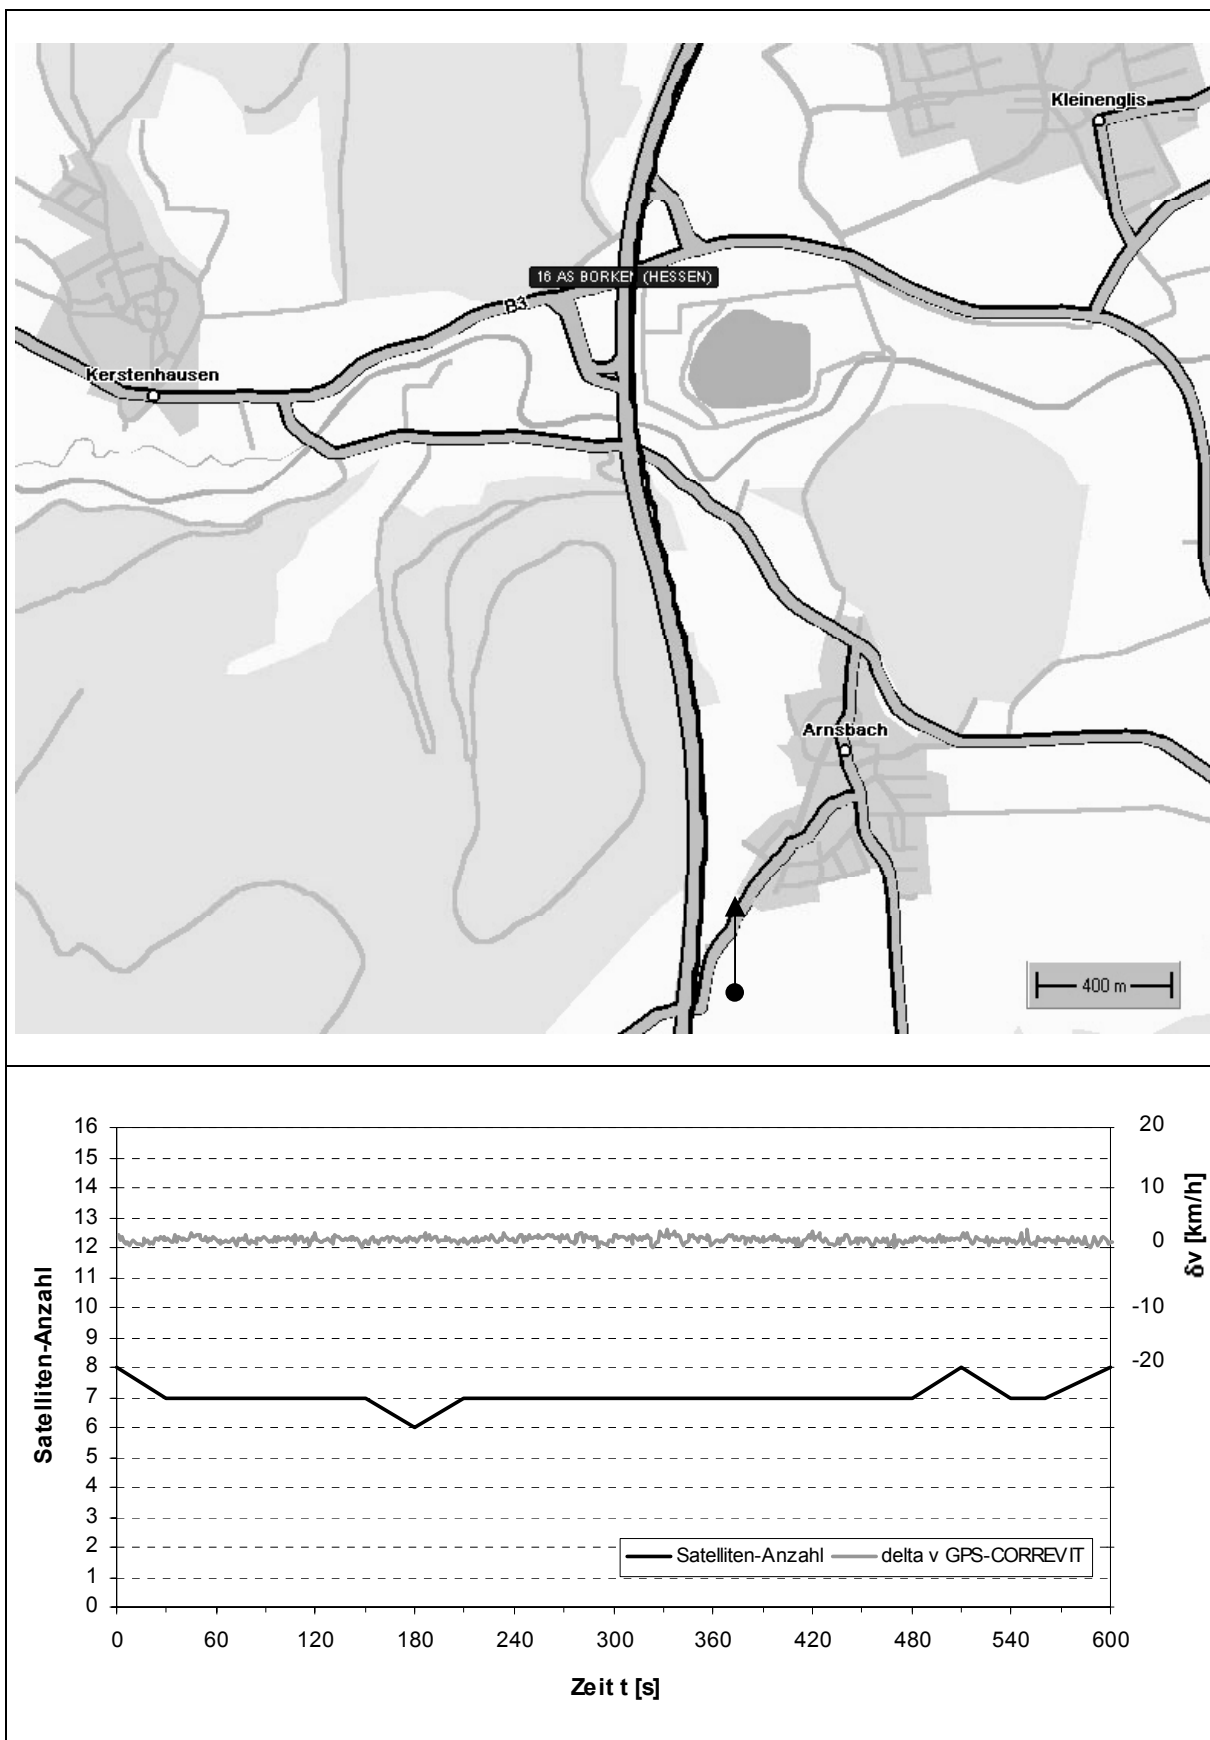 Kleinenglis
16 AS BORKEN (HESSEN)
B3
Kerstenhausen
Arnsbach
400 m
16
15
14
13
12
11
10
9
8
7
6
5
4
3
2
1
0
Satelliten-Anzahl
20
10
0
-10
-20
δv [km/h]
Satelliten-Anzahl
delta v GPS-CORREVIT
0 60 120 180 240 300 360 420 480 540 600
Zeit t [s]